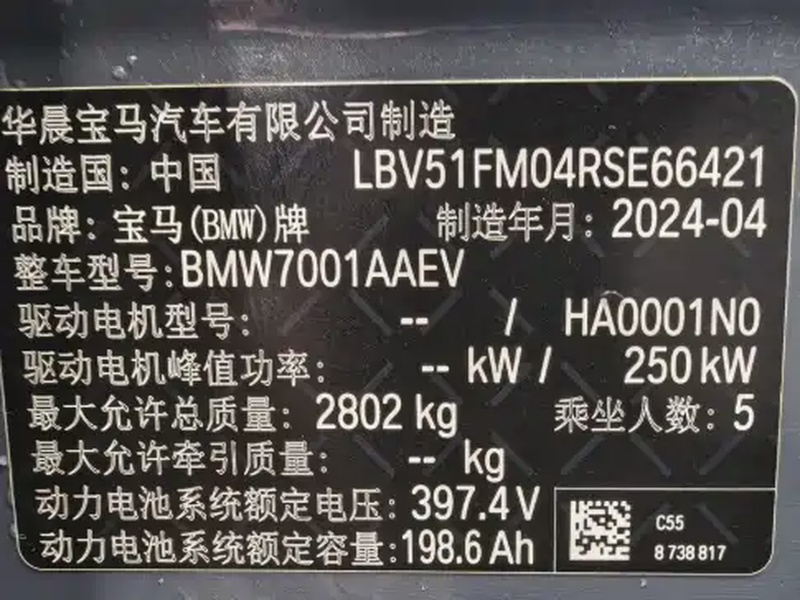 华晨宝马汽车有限公司制造
制造国：中国 LBV51FM04RSE66421
品牌：宝马(BMW)牌 制造年月：2024-04
整车型号：BMW7001AAEV
驱动电机型号： -- / HA0001N0
驱动电机峰值功率： -- kW / 250 kW
最大允许总质量：2802 kg 乘坐人数：5
最大允许牵引质量： -- kg
动力电池系统额定电压：397.4 V
动力电池系统额定容量：198.6 Ah
C55
8 738 817